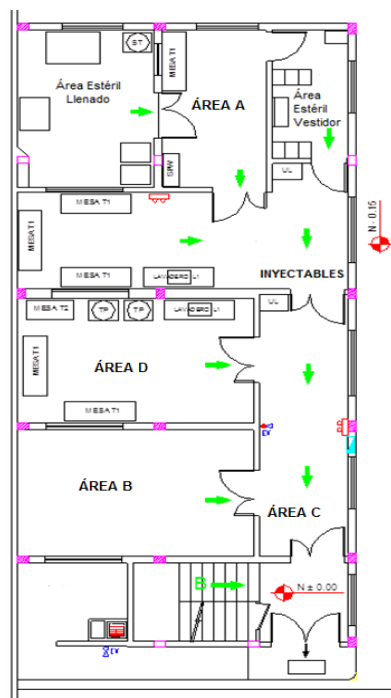 ST
MESA T1
Área Estéril
Llenado
ÁREA A
Área
Estéril
Vestidor
UL
MESA T1
MESA T1
N - 0.15
MESA T1
LAVADERO L1
INYECTABLES
UL
MESA T2
TP
TP
LAVADERO L1
MESA T1
ÁREA D
MESA T1
EV
ÁREA B
ÁREA C
B
N ± 0.00
EV